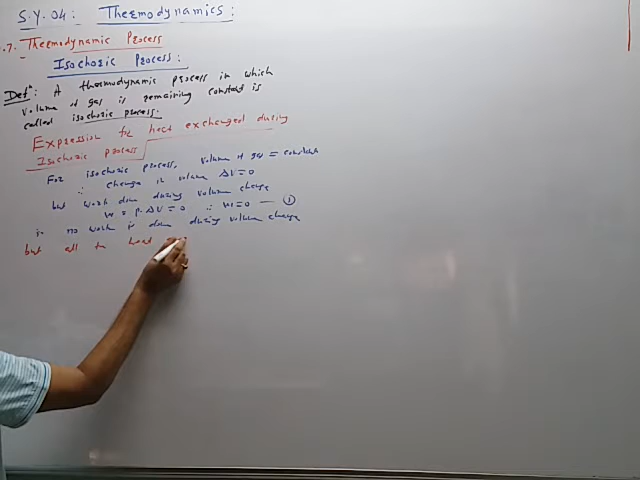 S.Y. 04: Thermodynamics:
.7. Thermodynamic Process
Isochoric Process:
Defⁿ: A thermodynamic process in which
volume of gas is remaining constant is
called isochoric process.
Expression for heat exchanged during
Isochoric process
For isochoric process, volume of gas = constant
∴ change in volume ΔV = 0
but work done during volume change
W = P. ΔV = 0 ∴ W = 0 — ①
no work is done during volume change
but all the heat